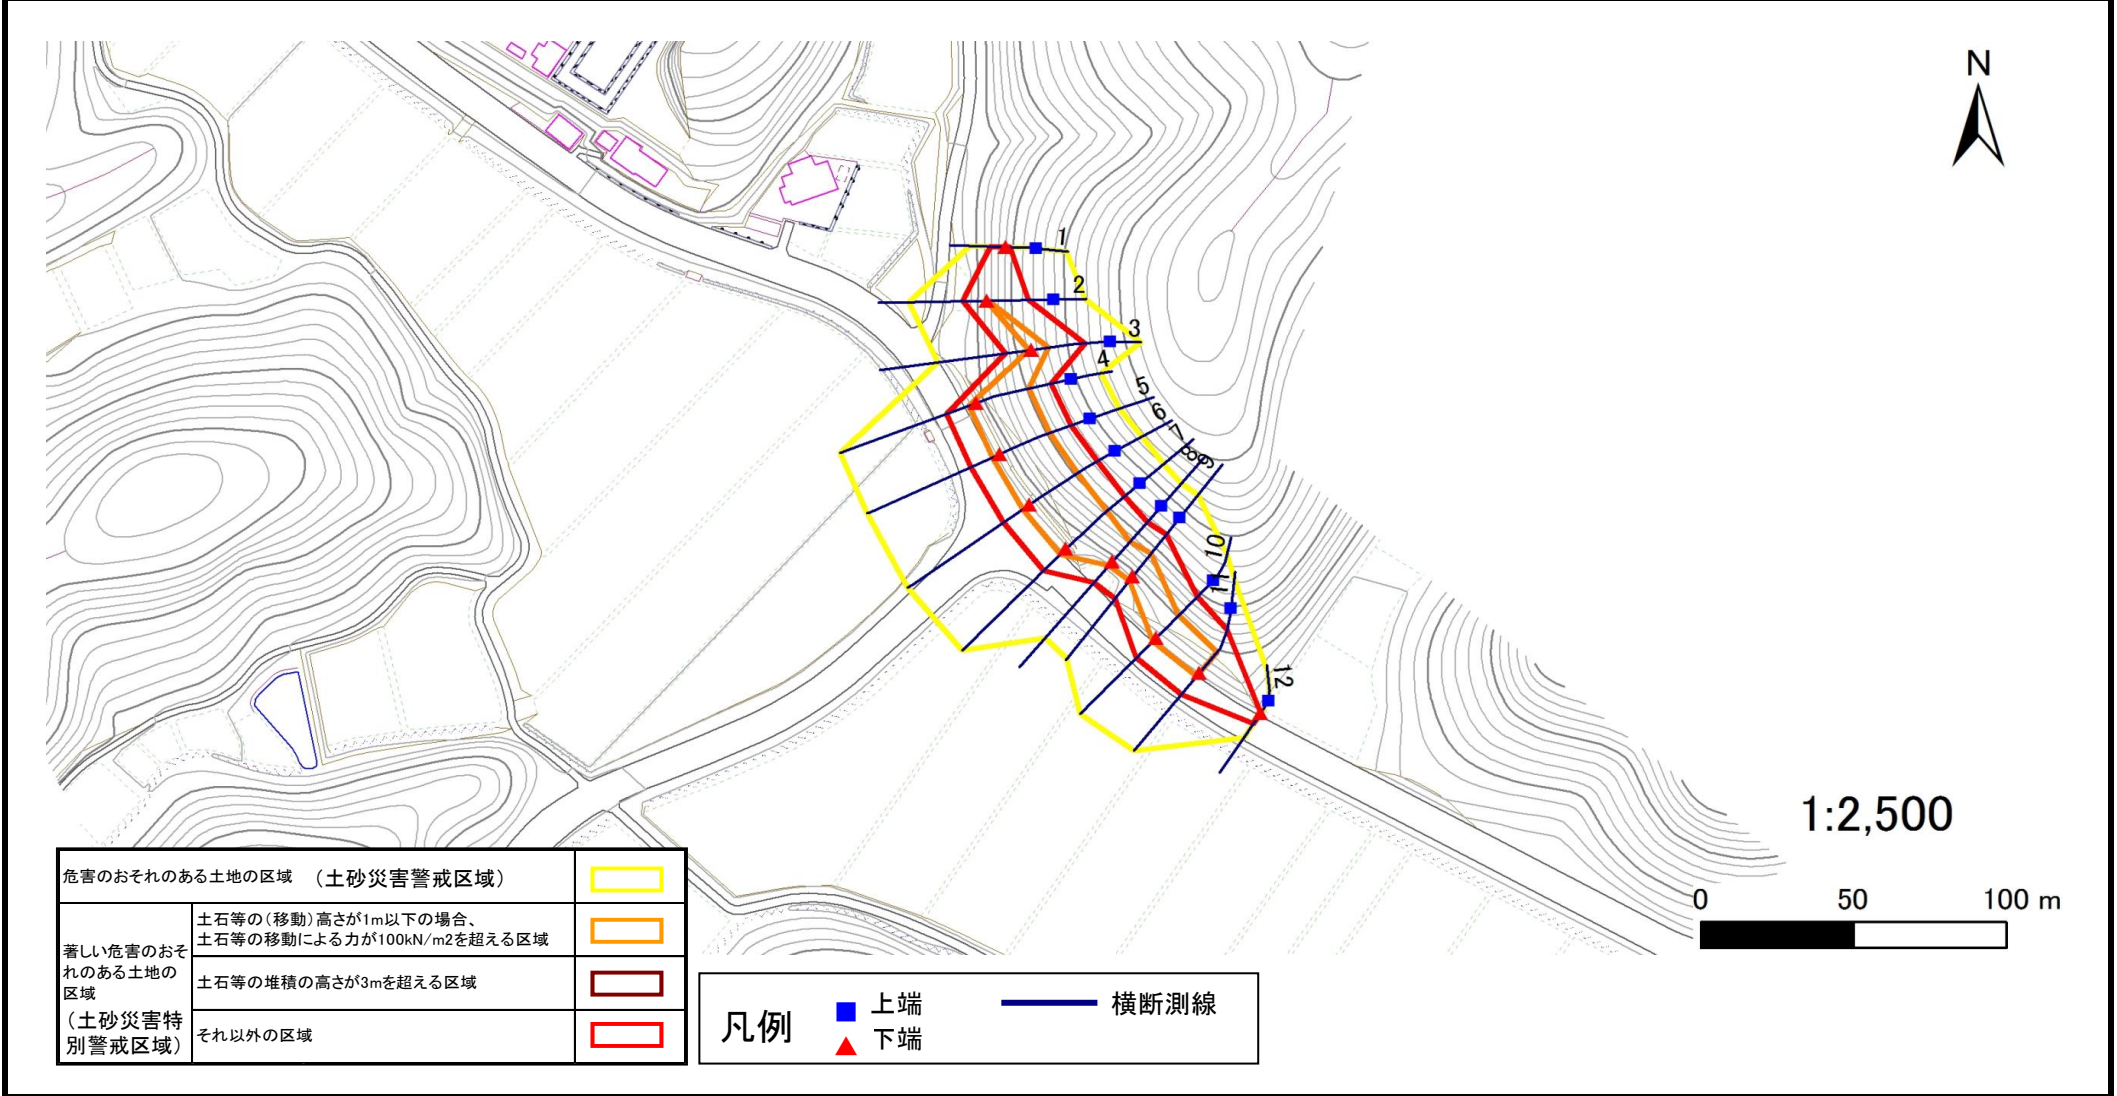 N
1
2
3
4
5
6
7
8
9
10
11
12
1:2,500
0 50 100 m
危害のおそれのある土地の区域 (土砂災害警戒区域)
著しい危害のおそ
れのある土地の
区域
(土砂災害特
別警戒区域)
土石等の(移動)高さが1m以下の場合、
土石等の移動による力が100kN/m2を超える区域
土石等の堆積の高さが3mを超える区域
それ以外の区域
凡例
上端
下端
横断測線